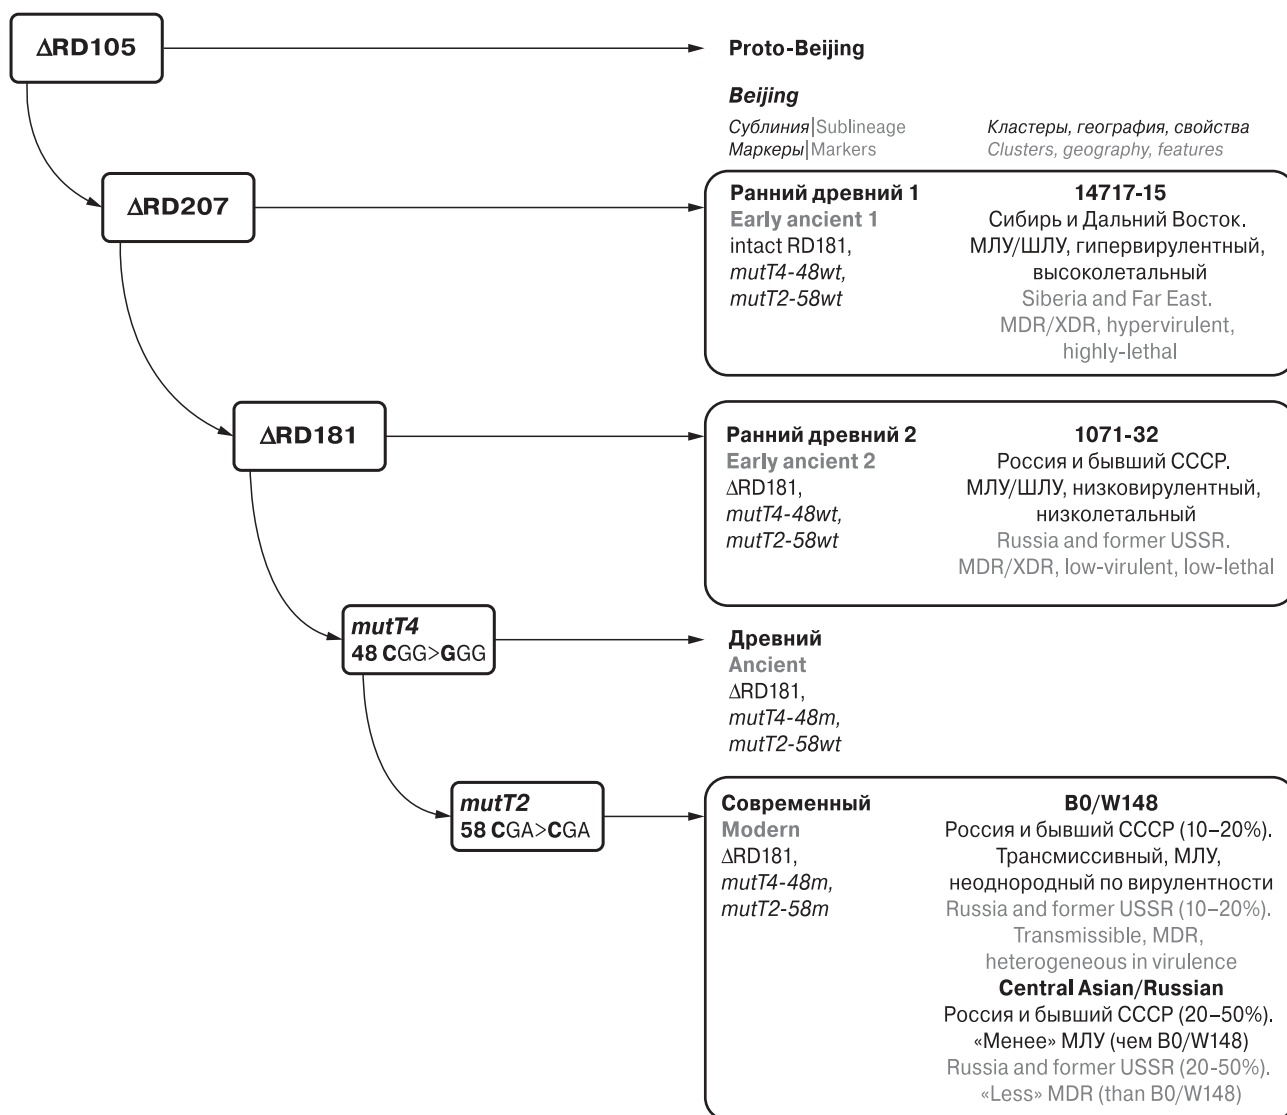 ΔRD105
Proto-Beijing
Beijing
Сублиния|Sublineage
Маркеры|Markers
Кластеры, география, свойства
Clusters, geography, features
ΔRD207
Ранний древний 1
Early ancient 1
intact RD181,
mutT4-48wt,
mutT2-58wt
14717-15
Сибирь и Дальний Восток.
МЛУ/ШЛУ, гипервирулентный,
высоколетальный
Siberia and Far East.
MDR/XDR, hypervirulent,
highly-lethal
ΔRD181
Ранний древний 2
Early ancient 2
ΔRD181,
mutT4-48wt,
mutT2-58wt
1071-32
Россия и бывший СССР.
МЛУ/ШЛУ, низковирулентный,
низколетальный
Russia and former USSR.
MDR/XDR, low-virulent, low-lethal
mutT4
48 CGG>GGG
Древний
Ancient
ΔRD181,
mutT4-48m,
mutT2-58wt
mutT2
58 CGA>CGA
Современный
Modern
ΔRD181,
mutT4-48m,
mutT2-58m
B0/W148
Россия и бывший СССР (10–20%).
Трансмиссивный, МЛУ,
неоднородный по вирулентности
Russia and former USSR (10–20%).
Transmissible, MDR,
heterogeneous in virulence
Central Asian/Russian
Россия и бывший СССР (20–50%).
«Менее» МЛУ (чем B0/W148)
Russia and former USSR (20-50%).
«Less» MDR (than B0/W148)